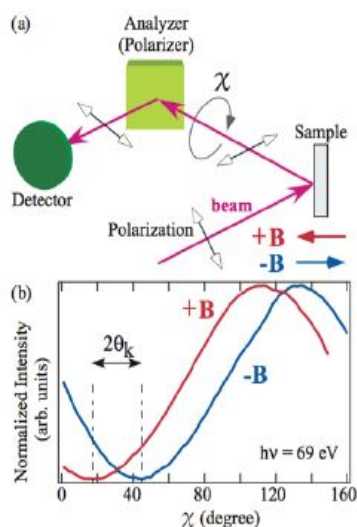 (a)
Analyzer
(Polarizer)
χ
Sample
Detector
beam
Polarization
+B
-B
(b)
+B
2θk
-B
hν = 69 eV
Normalized Intensity
(arb. units)
0 40 80 120 160
χ (degree)